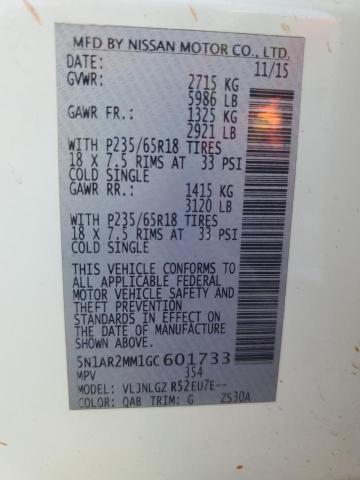 MFD BY NISSAN MOTOR CO., LTD.
DATE: 11/15
GVWR: 2715 KG
5986 LB
GAWR FR.: 1325 KG
2921 LB
WITH P235/65R18 TIRES
18 X 7.5 RIMS AT 33 PSI
COLD SINGLE
GAWR RR.: 1415 KG
3120 LB
WITH P235/65R18 TIRES
18 X 7.5 RIMS AT 33 PSI
COLD SINGLE
THIS VEHICLE CONFORMS TO
ALL APPLICABLE FEDERAL
MOTOR VEHICLE SAFETY AND
THEFT PREVENTION
STANDARDS IN EFFECT ON
THE DATE OF MANUFACTURE
SHOWN ABOVE.
5N1AR2MM1GC601733
MPV 354
MODEL: VLJNLGZ R52EU7E--
COLOR: QAB TRIM: G ZS30A